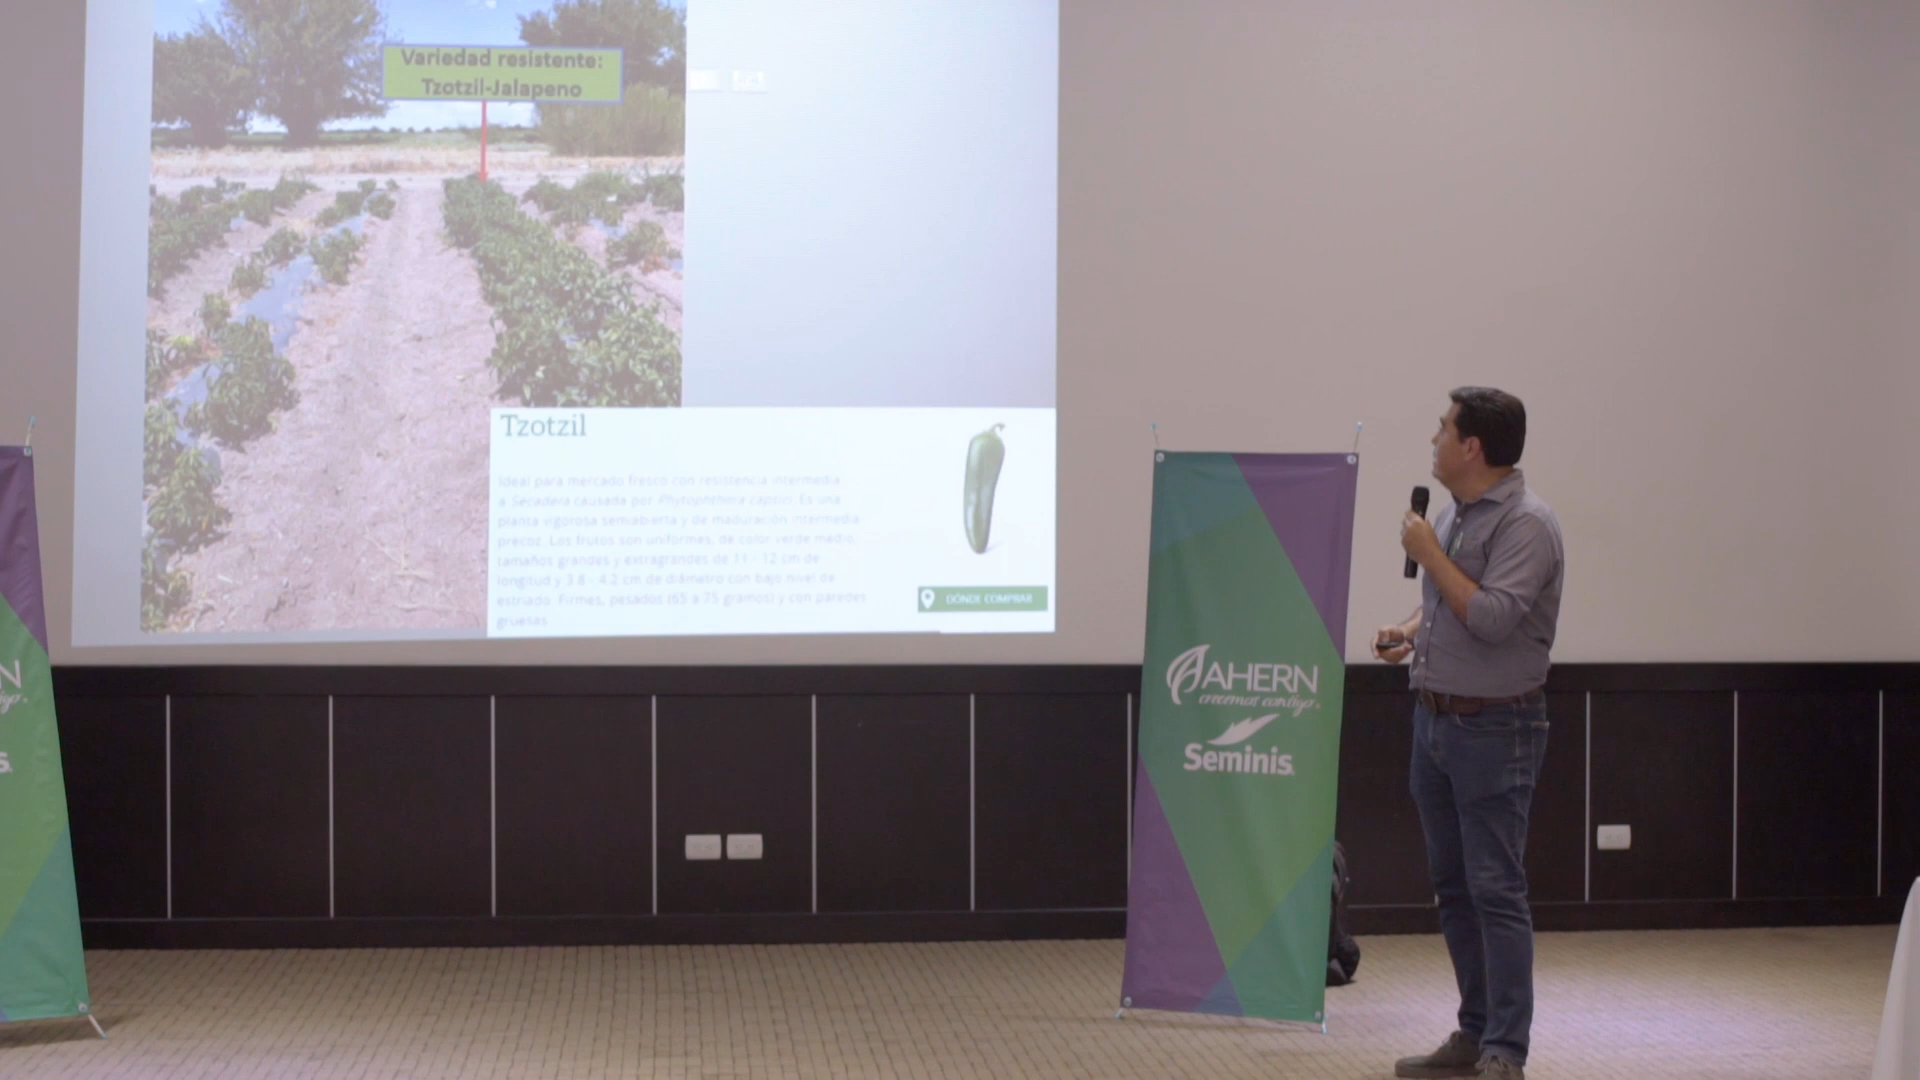 Variedad resistente:
Tzotzil-Jalapeno
Tzotzil
Ideal para mercado fresco con resistencia intermedia
a Secadera causada por Phytophthora capsici. Es una
planta vigorosa semiabierta y de maduración intermedia
precoz. Los frutos son uniformes, de color verde medio,
tamaños grandes y extragrandes de 11 - 12 cm de
longitud y 3.8 - 4.2 cm de diámetro con bajo nivel de
estriado. Firmes, pesados (65 a 75 gramos) y con paredes
gruesas.
DÓNDE COMPRAR
AHERN
crecemos contigo
Seminis
N
s